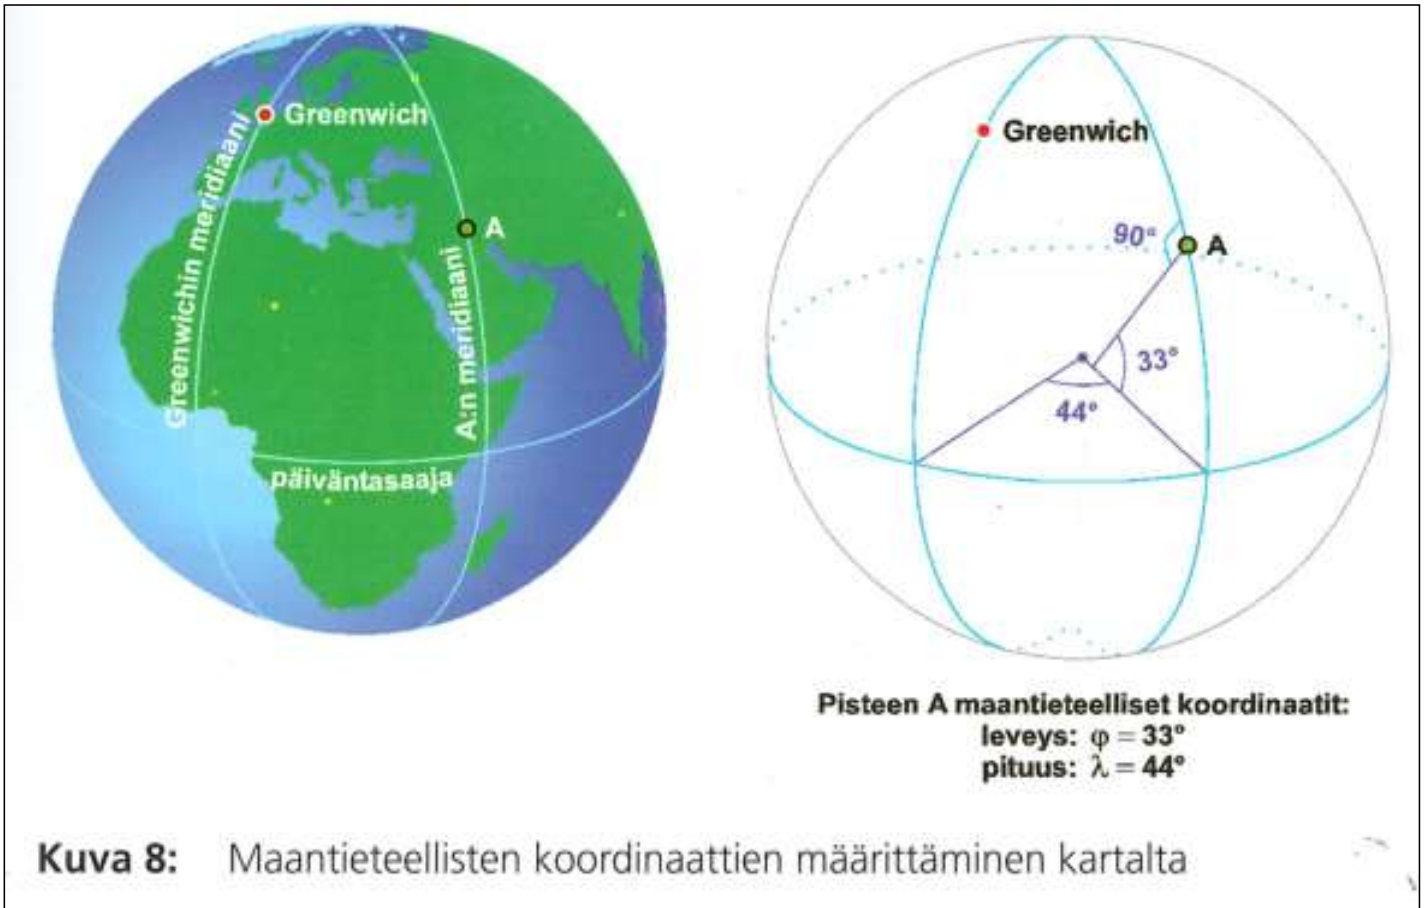 Greenwich
Greenwichin meridiaani
A
A:n meridiaani
päiväntasaaja
Greenwich
90°
A
33°
44°
Pisteen A maantieteelliset koordinaatit:
leveys: φ = 33°
pituus: λ = 44°
Kuva 8: Maantieteellisten koordinaattien määrittäminen kartalta